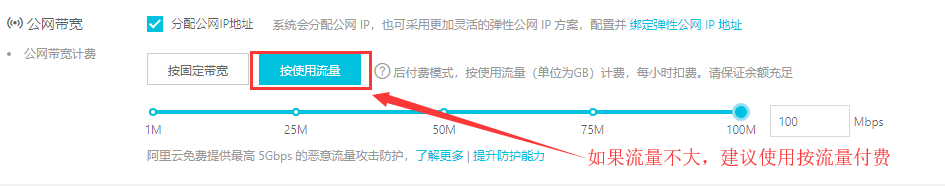 公网带宽
分配公网IP地址 系统会分配公网 IP，也可采用更加灵活的弹性公网 IP 方案，配置并 绑定弹性公网 IP 地址
公网带宽计费
按固定带宽 按使用流量 ? 后付费模式，按使用流量（单位为GB）计费，每小时扣费。请保证余额充足
1M 25M 50M 75M 100M
100 Mbps
阿里云免费提供最高 5Gbps 的恶意流量攻击防护，了解更多 | 提升防护能力
如果流量不大，建议使用按流量付费